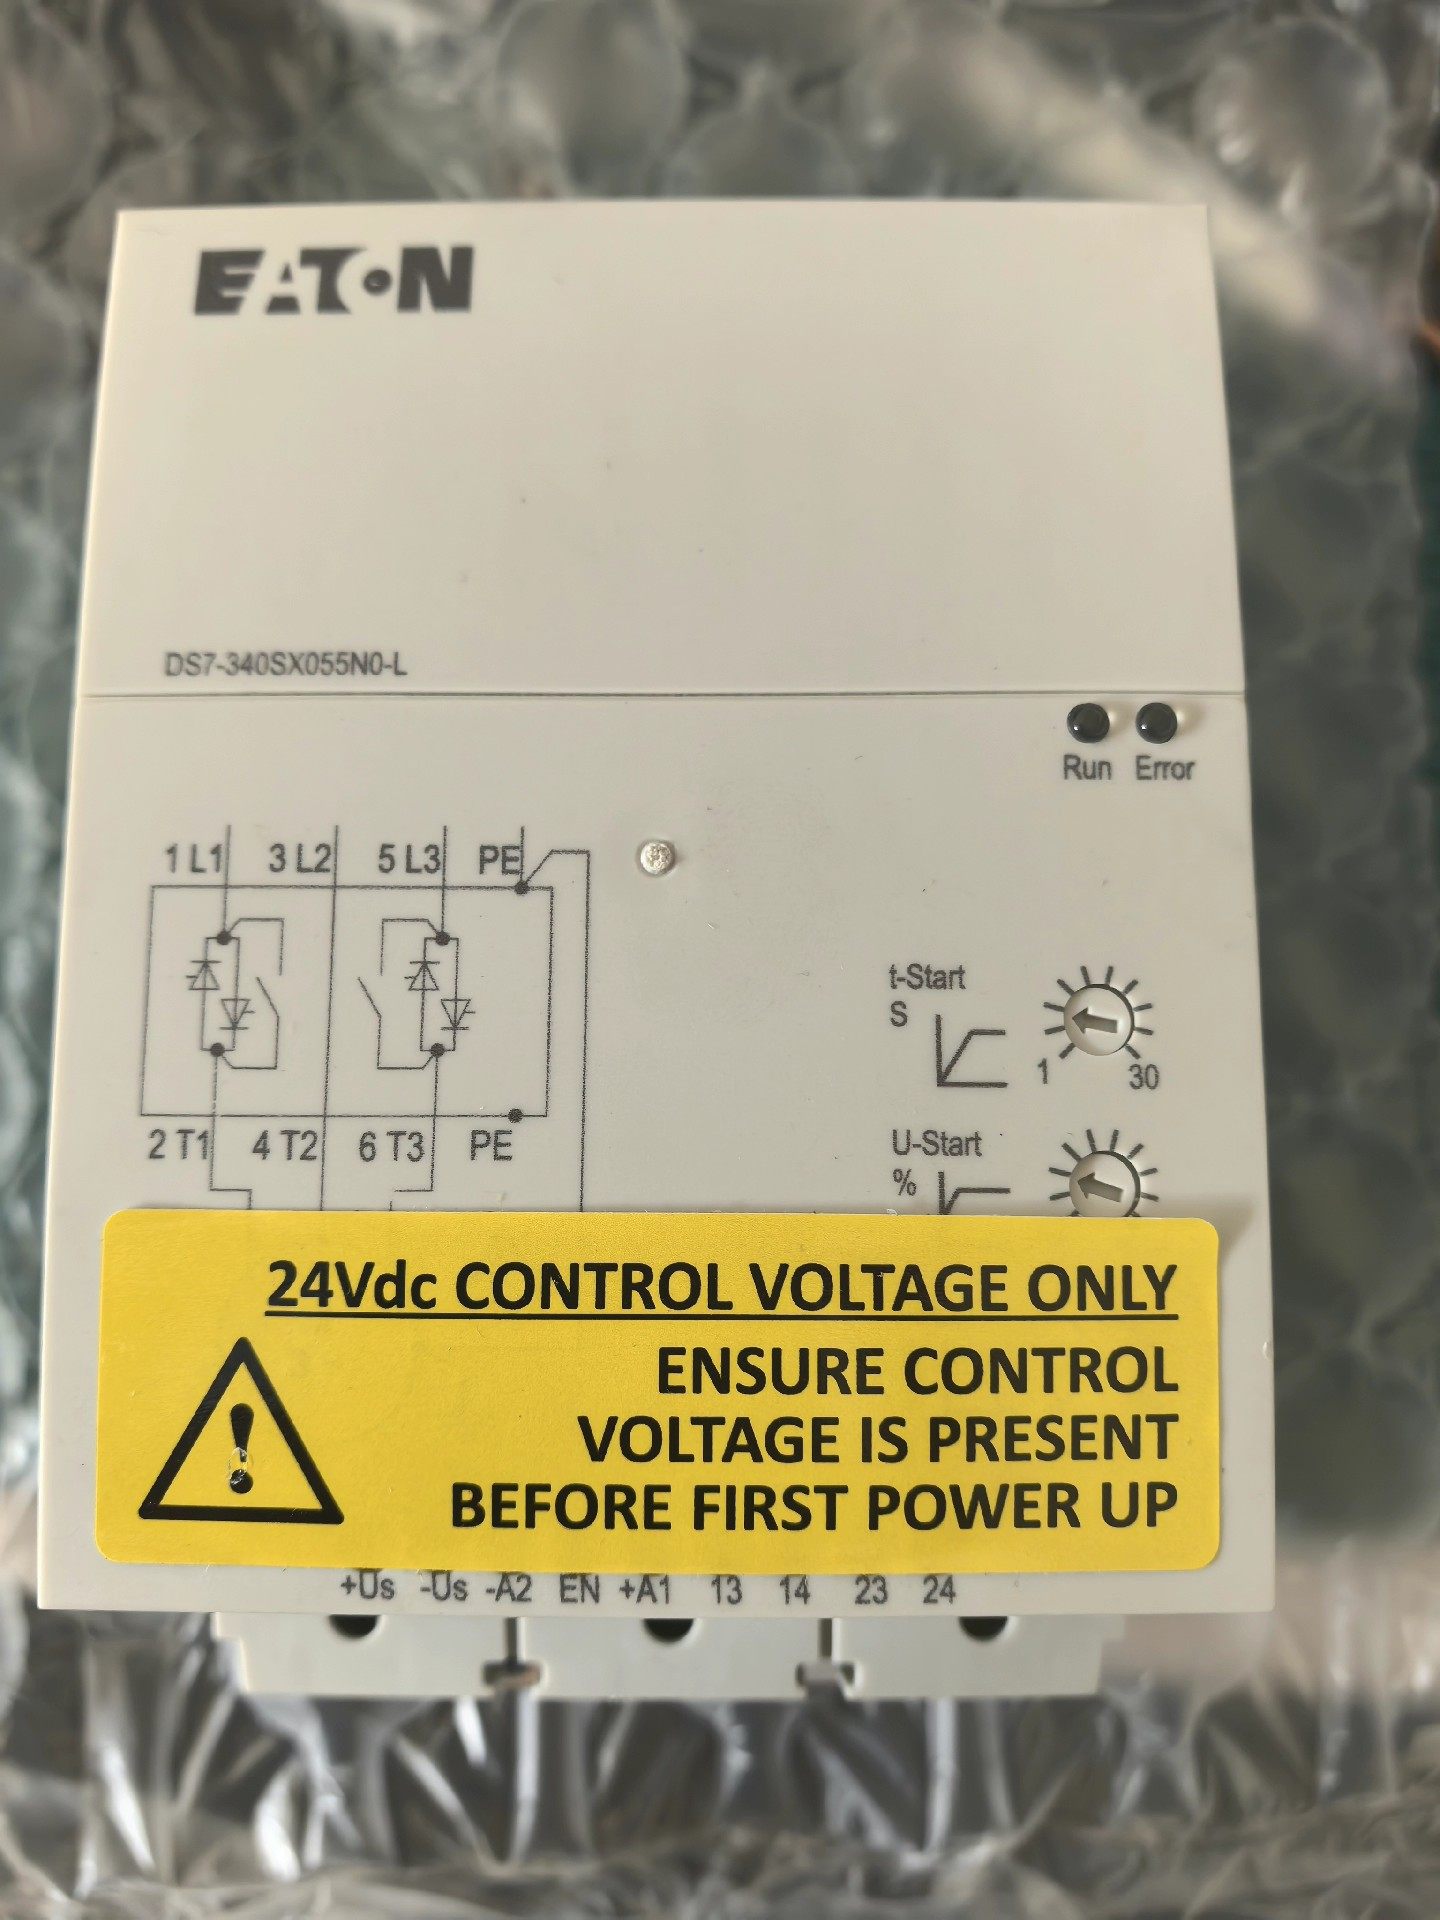 EATON
DS7-340SX055N0-L
Run Error
1 L1 3 L2 5 L3 PE
t-Start
S
1 30
2 T1 4 T2 6 T3 PE
U-Start
%
24Vdc CONTROL VOLTAGE ONLY
ENSURE CONTROL
VOLTAGE IS PRESENT
BEFORE FIRST POWER UP
+Us -Us -A2 EN +A1 13 14 23 24